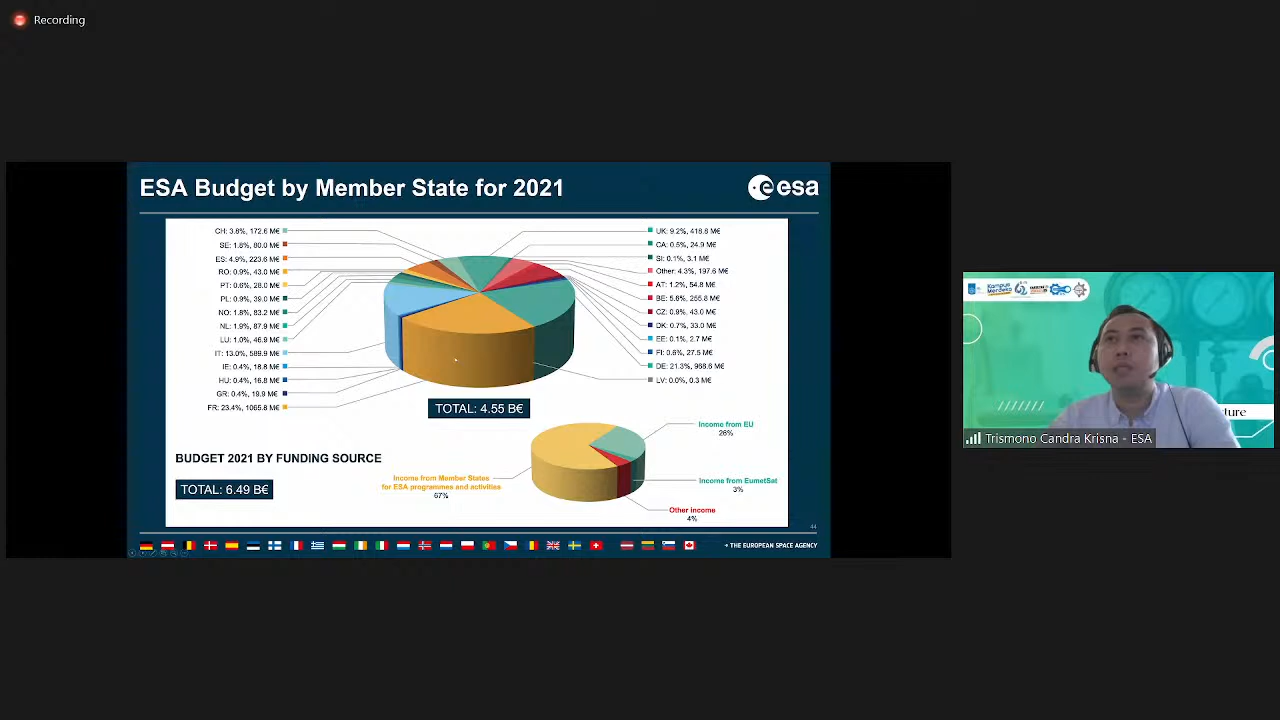 Recording
ESA Budget by Member State for 2021
esa
CH: 3.8%, 172.6 M€
SE: 1.8%, 80.0 M€
ES: 4.9%, 223.6 M€
RO: 0.9%, 43.0 M€
PT: 0.6%, 28.0 M€
PL: 0.9%, 39.0 M€
NO: 1.8%, 83.2 M€
NL: 1.9%, 87.9 M€
LU: 1.0%, 46.9 M€
IT: 13.0%, 589.9 M€
IE: 0.4%, 18.8 M€
HU: 0.4%, 16.8 M€
GR: 0.4%, 19.9 M€
FR: 23.4%, 1065.8 M€
UK: 9.2%, 418.8 M€
CA: 0.5%, 24.9 M€
SI: 0.1%, 3.1 M€
Other: 4.3%, 197.6 M€
AT: 1.2%, 54.8 M€
BE: 5.6%, 255.8 M€
CZ: 0.9%, 43.0 M€
DK: 0.7%, 33.0 M€
EE: 0.1%, 2.7 M€
FI: 0.6%, 27.5 M€
DE: 21.3%, 968.6 M€
LV: 0.0%, 0.3 M€
TOTAL: 4.55 B€
BUDGET 2021 BY FUNDING SOURCE
TOTAL: 6.49 B€
Income from EU
26%
Income from Member States
for ESA programmes and activities
67%
Income from EumetSat
3%
Other income
4%
44
→ THE EUROPEAN SPACE AGENCY
Kampus
Merdeka
ture
Trismono Candra Krisna - ESA